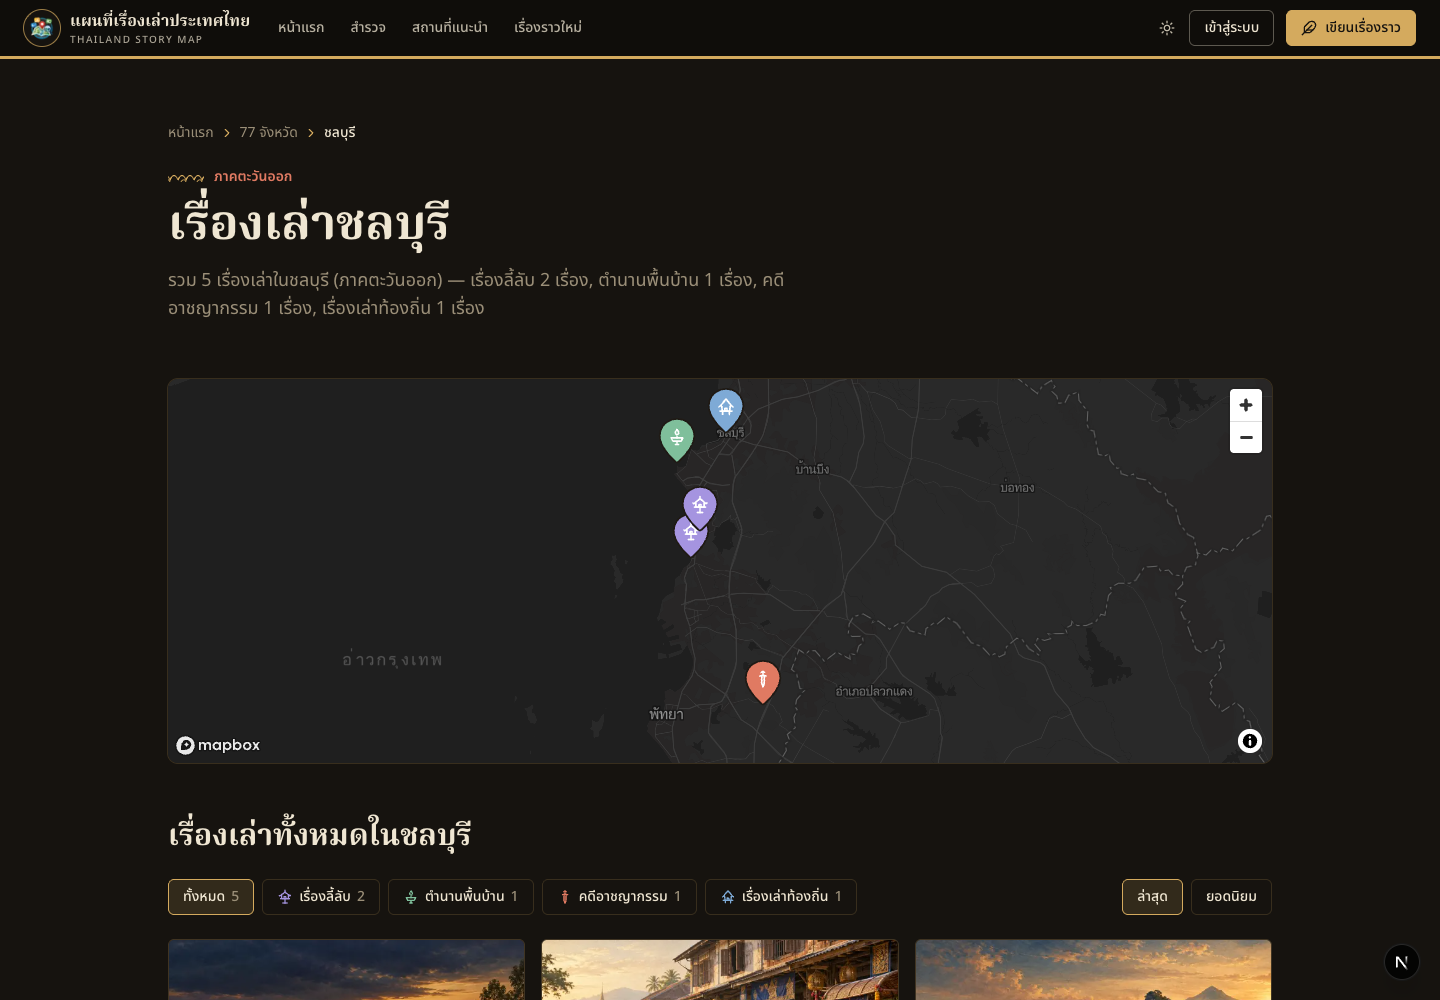 แผนที่เรื่องเล่าประเทศไทย
THAILAND STORY MAP
หน้าแรก
สำรวจ
สถานที่แนะนำ
เรื่องราวใหม่
เข้าสู่ระบบ
เขียนเรื่องราว
หน้าแรก > 77 จังหวัด > ชลบุรี
ภาคตะวันออก
เรื่องเล่าชลบุรี
รวม 5 เรื่องเล่าในชลบุรี (ภาคตะวันออก) — เรื่องลี้ลับ 2 เรื่อง, ตำนานพื้นบ้าน 1 เรื่อง, คดี
อาชญากรรม 1 เรื่อง, เรื่องเล่าท้องถิ่น 1 เรื่อง
ชลบุรี
บ้านบึง
บ่อทอง
อ่าวกรุงเทพ
อำเภอปลวกแดง
พัทยา
mapbox
เรื่องเล่าทั้งหมดในชลบุรี
ทั้งหมด 5
เรื่องลี้ลับ 2
ตำนานพื้นบ้าน 1
คดีอาชญากรรม 1
เรื่องเล่าท้องถิ่น 1
ล่าสุด
ยอดนิยม
N